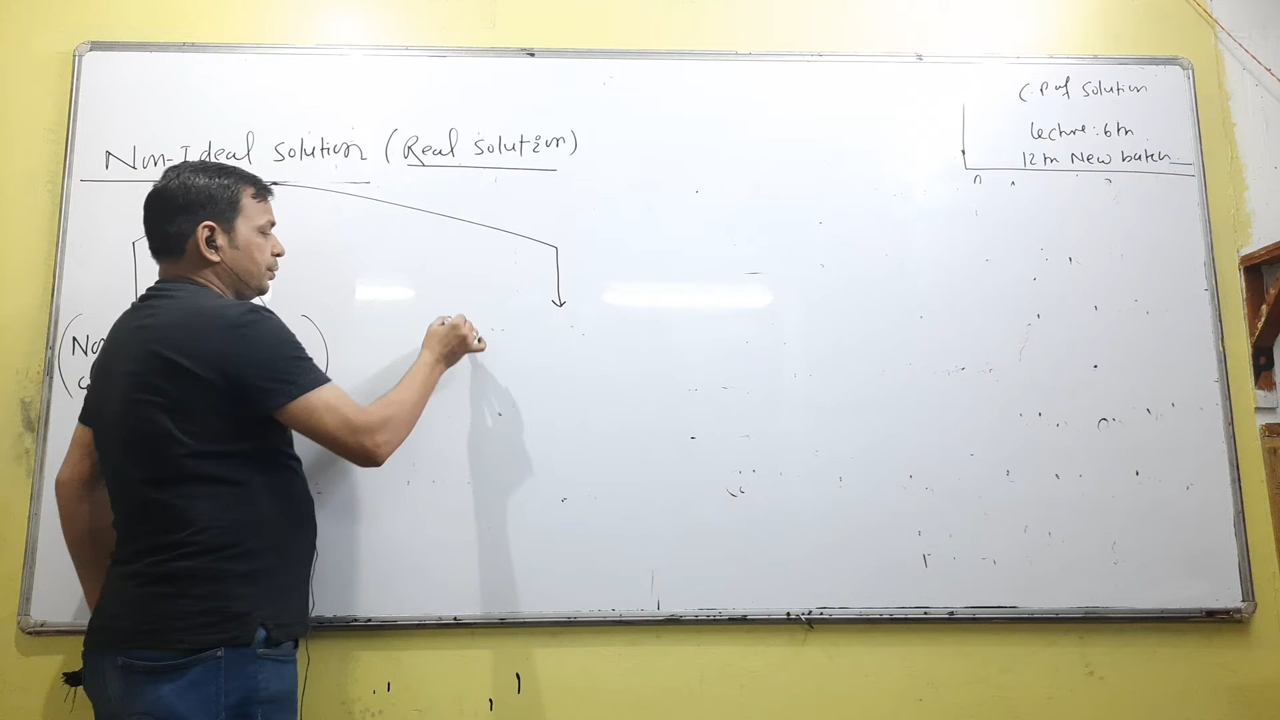 Non-Ideal Solution (Real Solution)
C.P of Solution
lecture: 6th
12th New batch